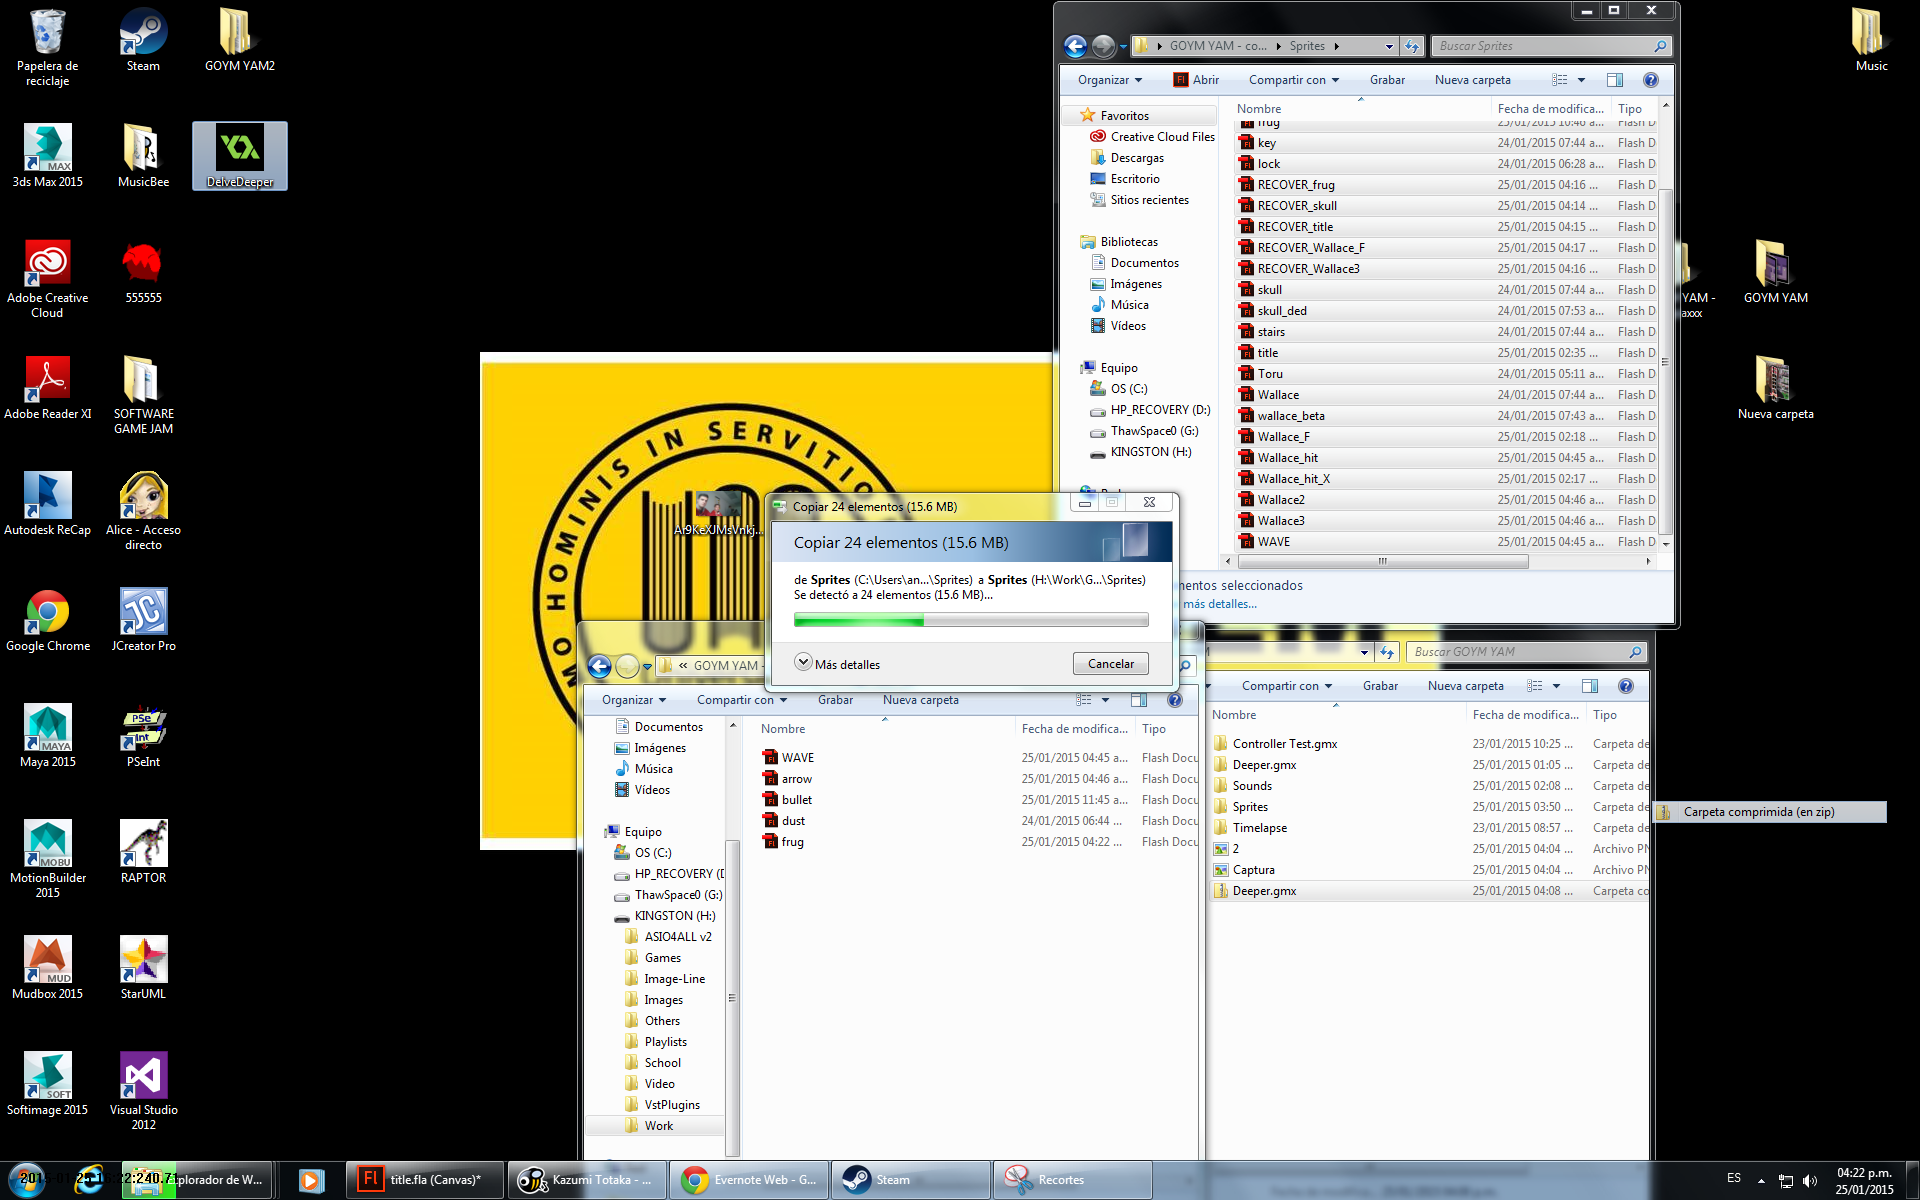 Papelera de
reciclaje
Steam
GOYM YAM2
MAX
3ds Max 2015
MusicBee
DelveDeeper
Adobe Creative
Cloud
555555
Adobe Reader XI
SOFTWARE
GAME JAM
Autodesk ReCap
Alice - Acceso
directo
Google Chrome
JCreator Pro
MAYA
Maya 2015
PSe
Int
PSeInt
MOBU
MotionBuilder
2015
RAPTOR
MUD
Mudbox 2015
StarUML
SOFT
Softimage 2015
Visual Studio
2012
Music
YAM -
axxx
GOYM YAM
Nueva carpeta
HOMINIS IN SERVITIO
Ar9KeXJMsVnkj...
GOYM YAM - co... Sprites
Buscar Sprites
Organizar Abrir Compartir con Grabar Nueva carpeta
Favoritos
Creative Cloud Files
Descargas
Escritorio
Sitios recientes
Bibliotecas
Documentos
Imágenes
Música
Vídeos
Equipo
OS (C:)
HP_RECOVERY (D:)
ThawSpace0 (G:)
KINGSTON (H:)
Nombre Fecha de modifica... Tipo
frug 25/01/2015 10:46 a... Flash D
key 24/01/2015 07:44 a... Flash D
lock 24/01/2015 06:28 a... Flash D
RECOVER_frug 25/01/2015 04:16 ... Flash D
RECOVER_skull 25/01/2015 04:14 ... Flash D
RECOVER_title 25/01/2015 04:15 ... Flash D
RECOVER_Wallace_F 25/01/2015 04:17 ... Flash D
RECOVER_Wallace3 25/01/2015 04:16 ... Flash D
skull 24/01/2015 07:44 a... Flash D
skull_ded 24/01/2015 07:53 a... Flash D
stairs 24/01/2015 07:44 a... Flash D
title 25/01/2015 02:35 ... Flash D
Toru 24/01/2015 05:11 a... Flash D
Wallace 24/01/2015 07:44 a... Flash D
wallace_beta 24/01/2015 07:43 a... Flash D
Wallace_F 25/01/2015 02:18 ... Flash D
Wallace_hit 25/01/2015 04:45 a... Flash D
Wallace_hit_X 25/01/2015 02:17 ... Flash D
Wallace2 25/01/2015 04:46 a... Flash D
Wallace3 25/01/2015 04:46 a... Flash D
WAVE 25/01/2015 04:45 a... Flash D
mentos seleccionados
más detalles...
Copiar 24 elementos (15.6 MB)
Copiar 24 elementos (15.6 MB)
de Sprites (C:\Users\an...\Sprites) a Sprites (H:\Work\G...\Sprites)
Se detectó a 24 elementos (15.6 MB)...
Más detalles
Cancelar
« GOYM YAM -
Organizar Compartir con Grabar Nueva carpeta
Documentos
Imágenes
Música
Vídeos
Equipo
OS (C:)
HP_RECOVERY (D
ThawSpace0 (G:)
KINGSTON (H:)
ASIO4ALL v2
Games
Image-Line
Images
Others
Playlists
School
Video
VstPlugins
Work
Nombre Fecha de modifica... Tipo
WAVE 25/01/2015 04:45 a... Flash Docu
arrow 25/01/2015 04:46 a... Flash Docu
bullet 25/01/2015 11:45 a... Flash Docu
dust 24/01/2015 06:44 ... Flash Docu
frug 25/01/2015 04:22 ... Flash Docu
Buscar GOYM YAM
Compartir con Grabar Nueva carpeta
Nombre Fecha de modifica... Tipo
Controller Test.gmx 23/01/2015 10:25 ... Carpeta de
Deeper.gmx 25/01/2015 01:05 ... Carpeta de
Sounds 25/01/2015 02:08 ... Carpeta de
Sprites 25/01/2015 03:50 ... Carpeta de
Timelapse 23/01/2015 08:57 ... Carpeta de
2 25/01/2015 04:04 ... Archivo PN
Captura 25/01/2015 04:04 ... Archivo PN
Deeper.gmx 25/01/2015 04:08 ... Carpeta co
Carpeta comprimida (en zip)
plorador de W...
title.fla (Canvas)*
Kazumi Totaka - ...
Evernote Web - G...
Steam
Recortes
ES
04:22 p.m.
25/01/2015